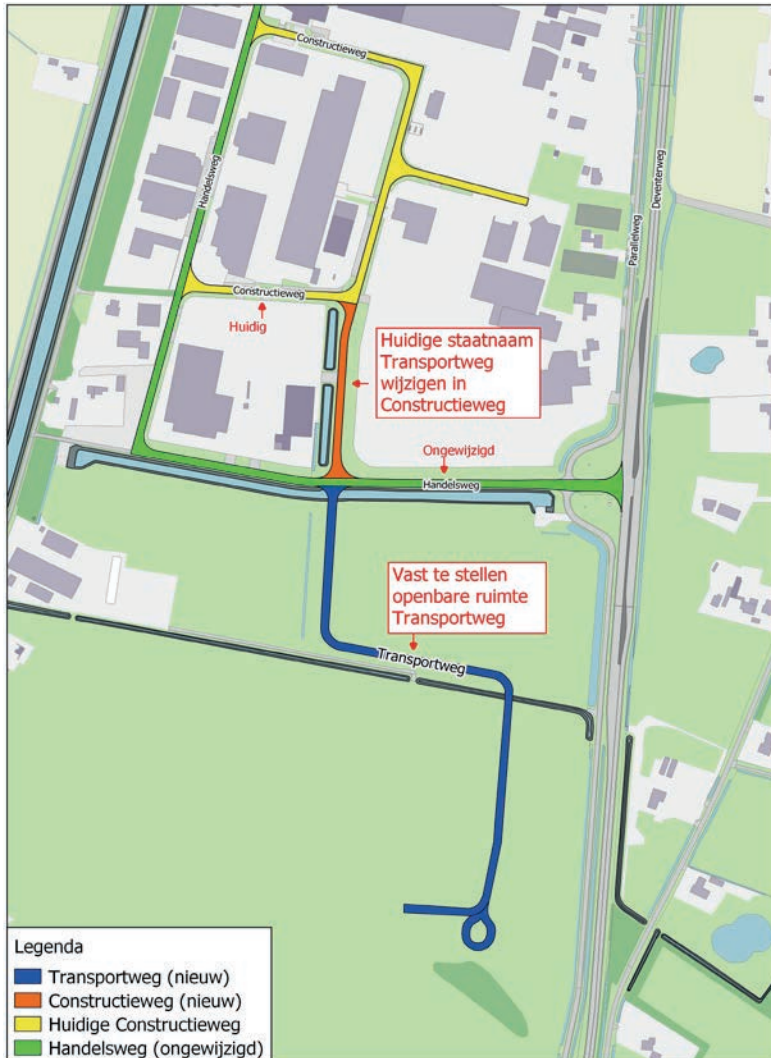 Constructieweg
Handelsweg
Deventerweg
Parallelweg
Constructieweg
Huidig
Huidige staatnaam
Transportweg
wijzigen in
Constructieweg
Ongewijzigd
Handelsweg
Vast te stellen
openbare ruimte
Transportweg
Transportweg
Legenda
Transportweg (nieuw)
Constructieweg (nieuw)
Huidige Constructieweg
Handelsweg (ongewijzigd)